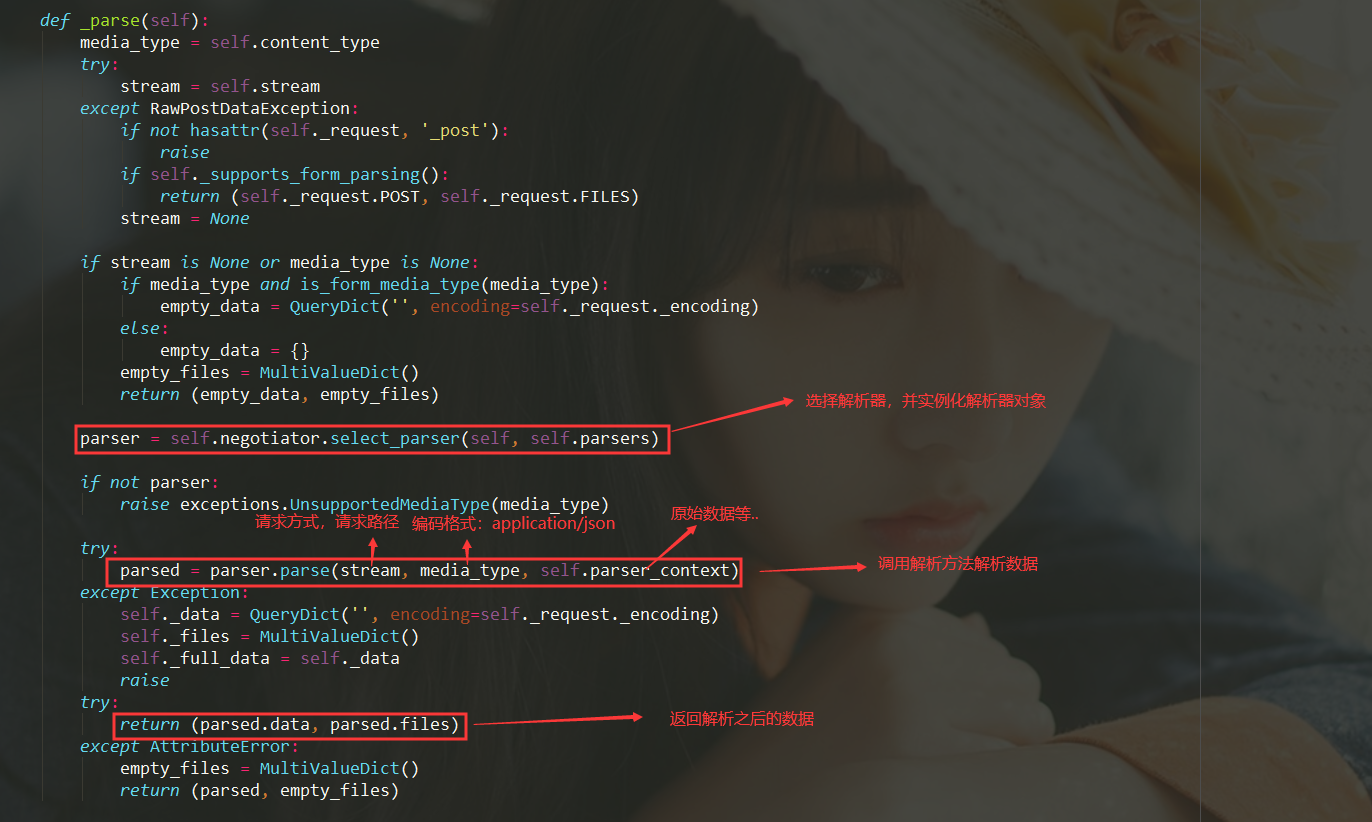 def _parse(self):
    media_type = self.content_type
    try:
        stream = self.stream
    except RawPostDataException:
        if not hasattr(self._request, '_post'):
            raise
        if self._supports_form_parsing():
            return (self._request.POST, self._request.FILES)
        stream = None

    if stream is None or media_type is None:
        if media_type and is_form_media_type(media_type):
            empty_data = QueryDict('', encoding=self._request._encoding)
        else:
            empty_data = {}
        empty_files = MultiValueDict()
        return (empty_data, empty_files)
选择解析器，并实例化解析器对象
    parser = self.negotiator.select_parser(self, self.parsers)

    if not parser:
        raise exceptions.UnsupportedMediaType(media_type)
请求方式，请求路径 编码格式：application/json 原始数据等..
    try:
        parsed = parser.parse(stream, media_type, self.parser_context) 调用解析方法解析数据
    except Exception:
        self._data = QueryDict('', encoding=self._request._encoding)
        self._files = MultiValueDict()
        self._full_data = self._data
        raise
    try:
        return (parsed.data, parsed.files) 返回解析之后的数据
    except AttributeError:
        empty_files = MultiValueDict()
        return (parsed, empty_files)